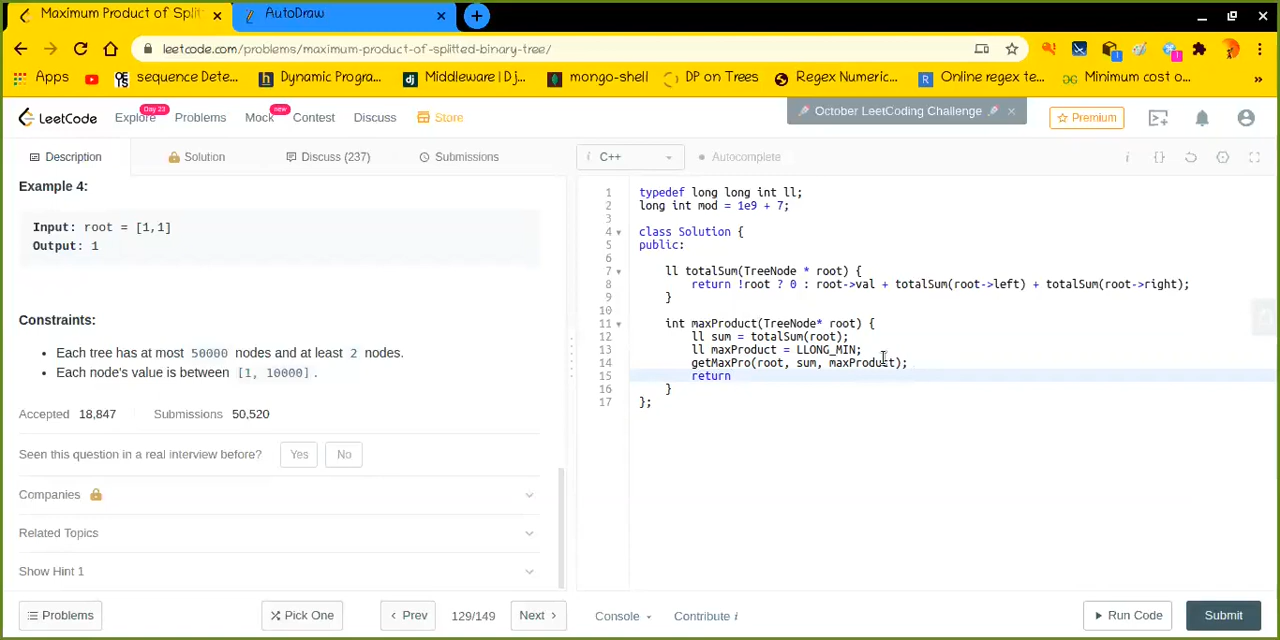 Maximum Product of Split
AutoDraw
leetcode.com/problems/maximum-product-of-splitted-binary-tree/
Apps
sequence Dete...
Dynamic Progra...
Middleware | Dj...
mongo-shell
DP on Trees
Regex Numeric...
Online regex te...
Minimum cost o...
»
LeetCode
Explore
Day 23
Problems
Mock
new
Contest
Discuss
Store
October LeetCoding Challenge
Premium
Description
Solution
Discuss (237)
Submissions
i C++
Autocomplete
i
{}
Example 4:
Input: root = [1,1]
Output: 1
Constraints:
Each tree has at most 50000 nodes and at least 2 nodes.
Each node's value is between [1, 10000].
Accepted 18,847 Submissions 50,520
Seen this question in a real interview before? Yes No
Companies
Related Topics
Show Hint 1
1 typedef long long int ll;
2 long int mod = 1e9 + 7;
3
4 class Solution {
5 public:
6
7 ll totalSum(TreeNode * root) {
8 return !root ? 0 : root->val + totalSum(root->left) + totalSum(root->right);
9 }
10
11 int maxProduct(TreeNode* root) {
12 ll sum = totalSum(root);
13 ll maxProduct = LLONG_MIN;
14 getMaxPro(root, sum, maxProduct);
15 return
16 }
17 };
Problems
Pick One
Prev
129/149
Next
Console
Contribute i
Run Code
Submit